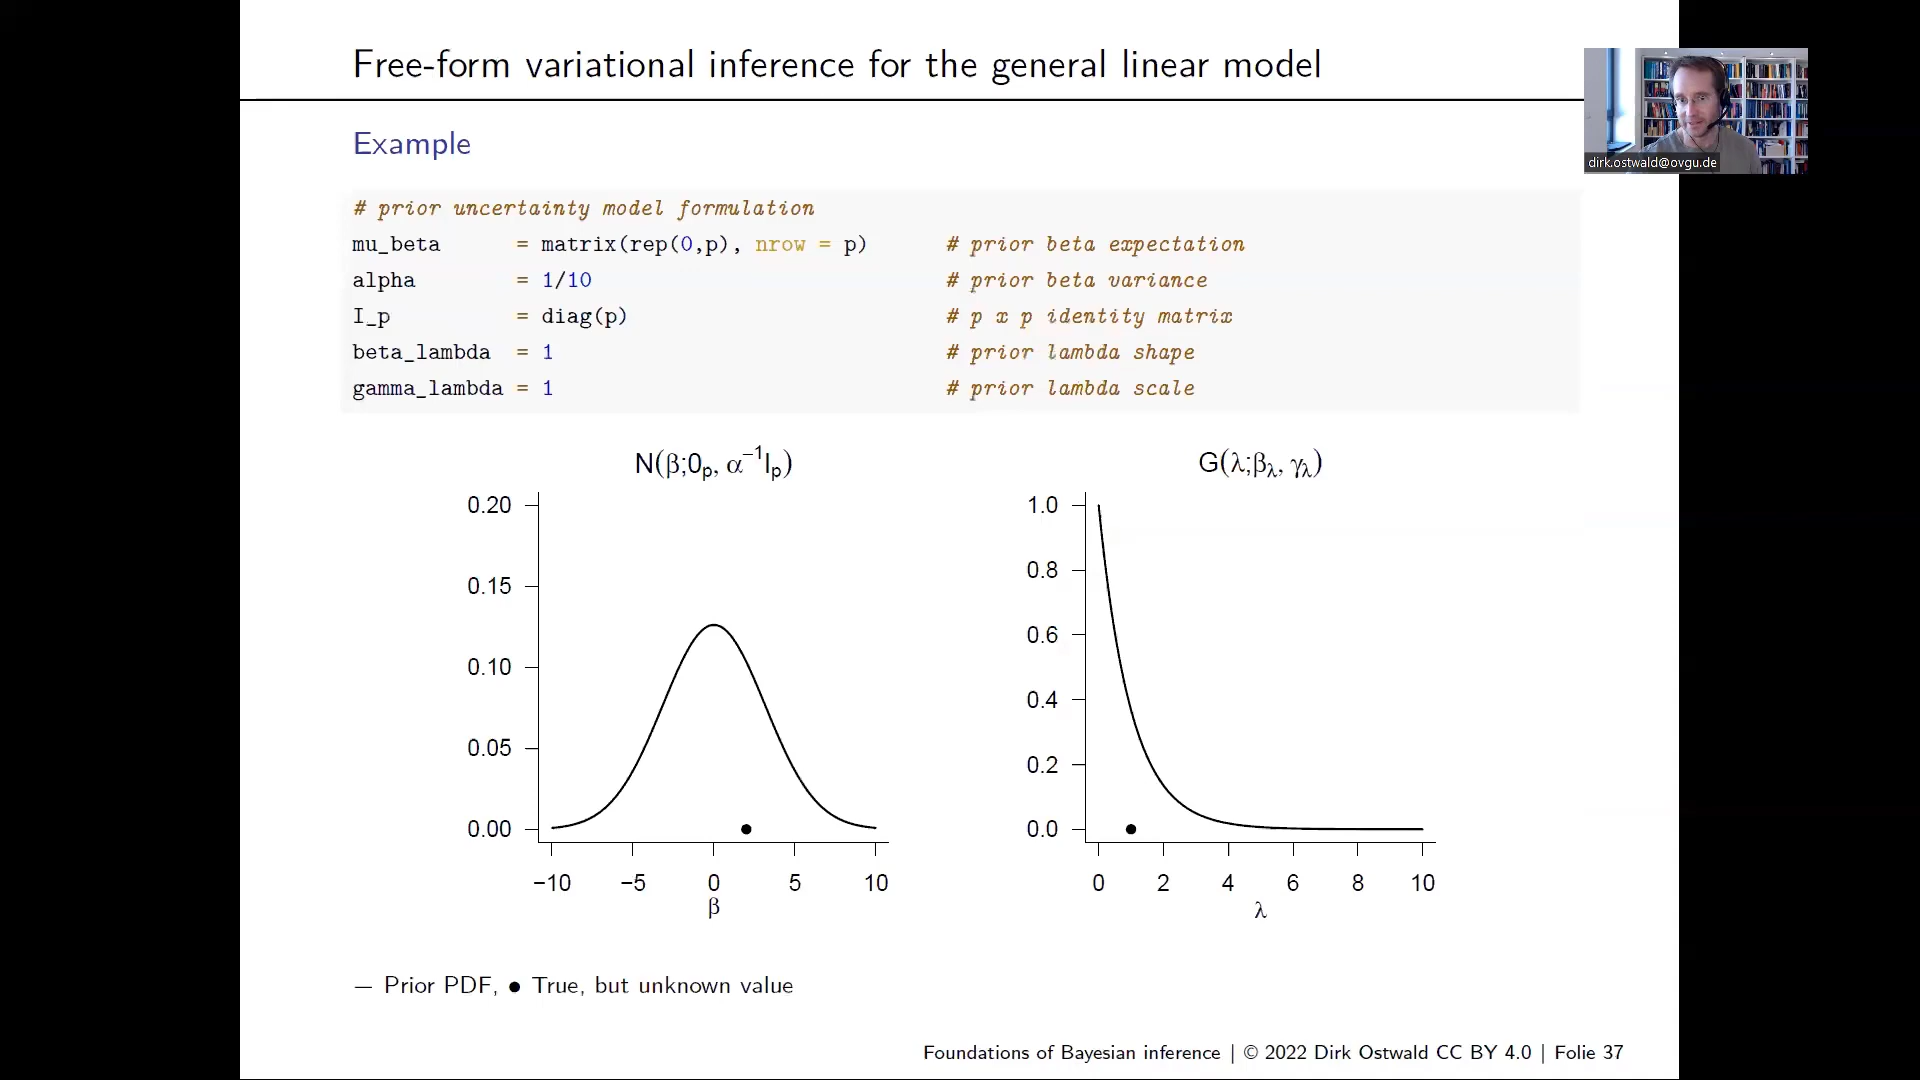 Free-form variational inference for the general linear model
dirk.ostwald@ovgu.de
Example
# prior uncertainty model formulation
mu_beta = matrix(rep(0,p), nrow = p) # prior beta expectation
alpha = 1/10 # prior beta variance
I_p = diag(p) # p x p identity matrix
beta_lambda = 1 # prior lambda shape
gamma_lambda = 1 # prior lambda scale
N(β;0p, α−1Ip)
0.20
0.15
0.10
0.05
0.00
−10 −5 0 5 10
β
G(λ;βλ, γλ)
1.0
0.8
0.6
0.4
0.2
0.0
0 2 4 6 8 10
λ
— Prior PDF, ● True, but unknown value
Foundations of Bayesian inference | © 2022 Dirk Ostwald CC BY 4.0 | Folie 37